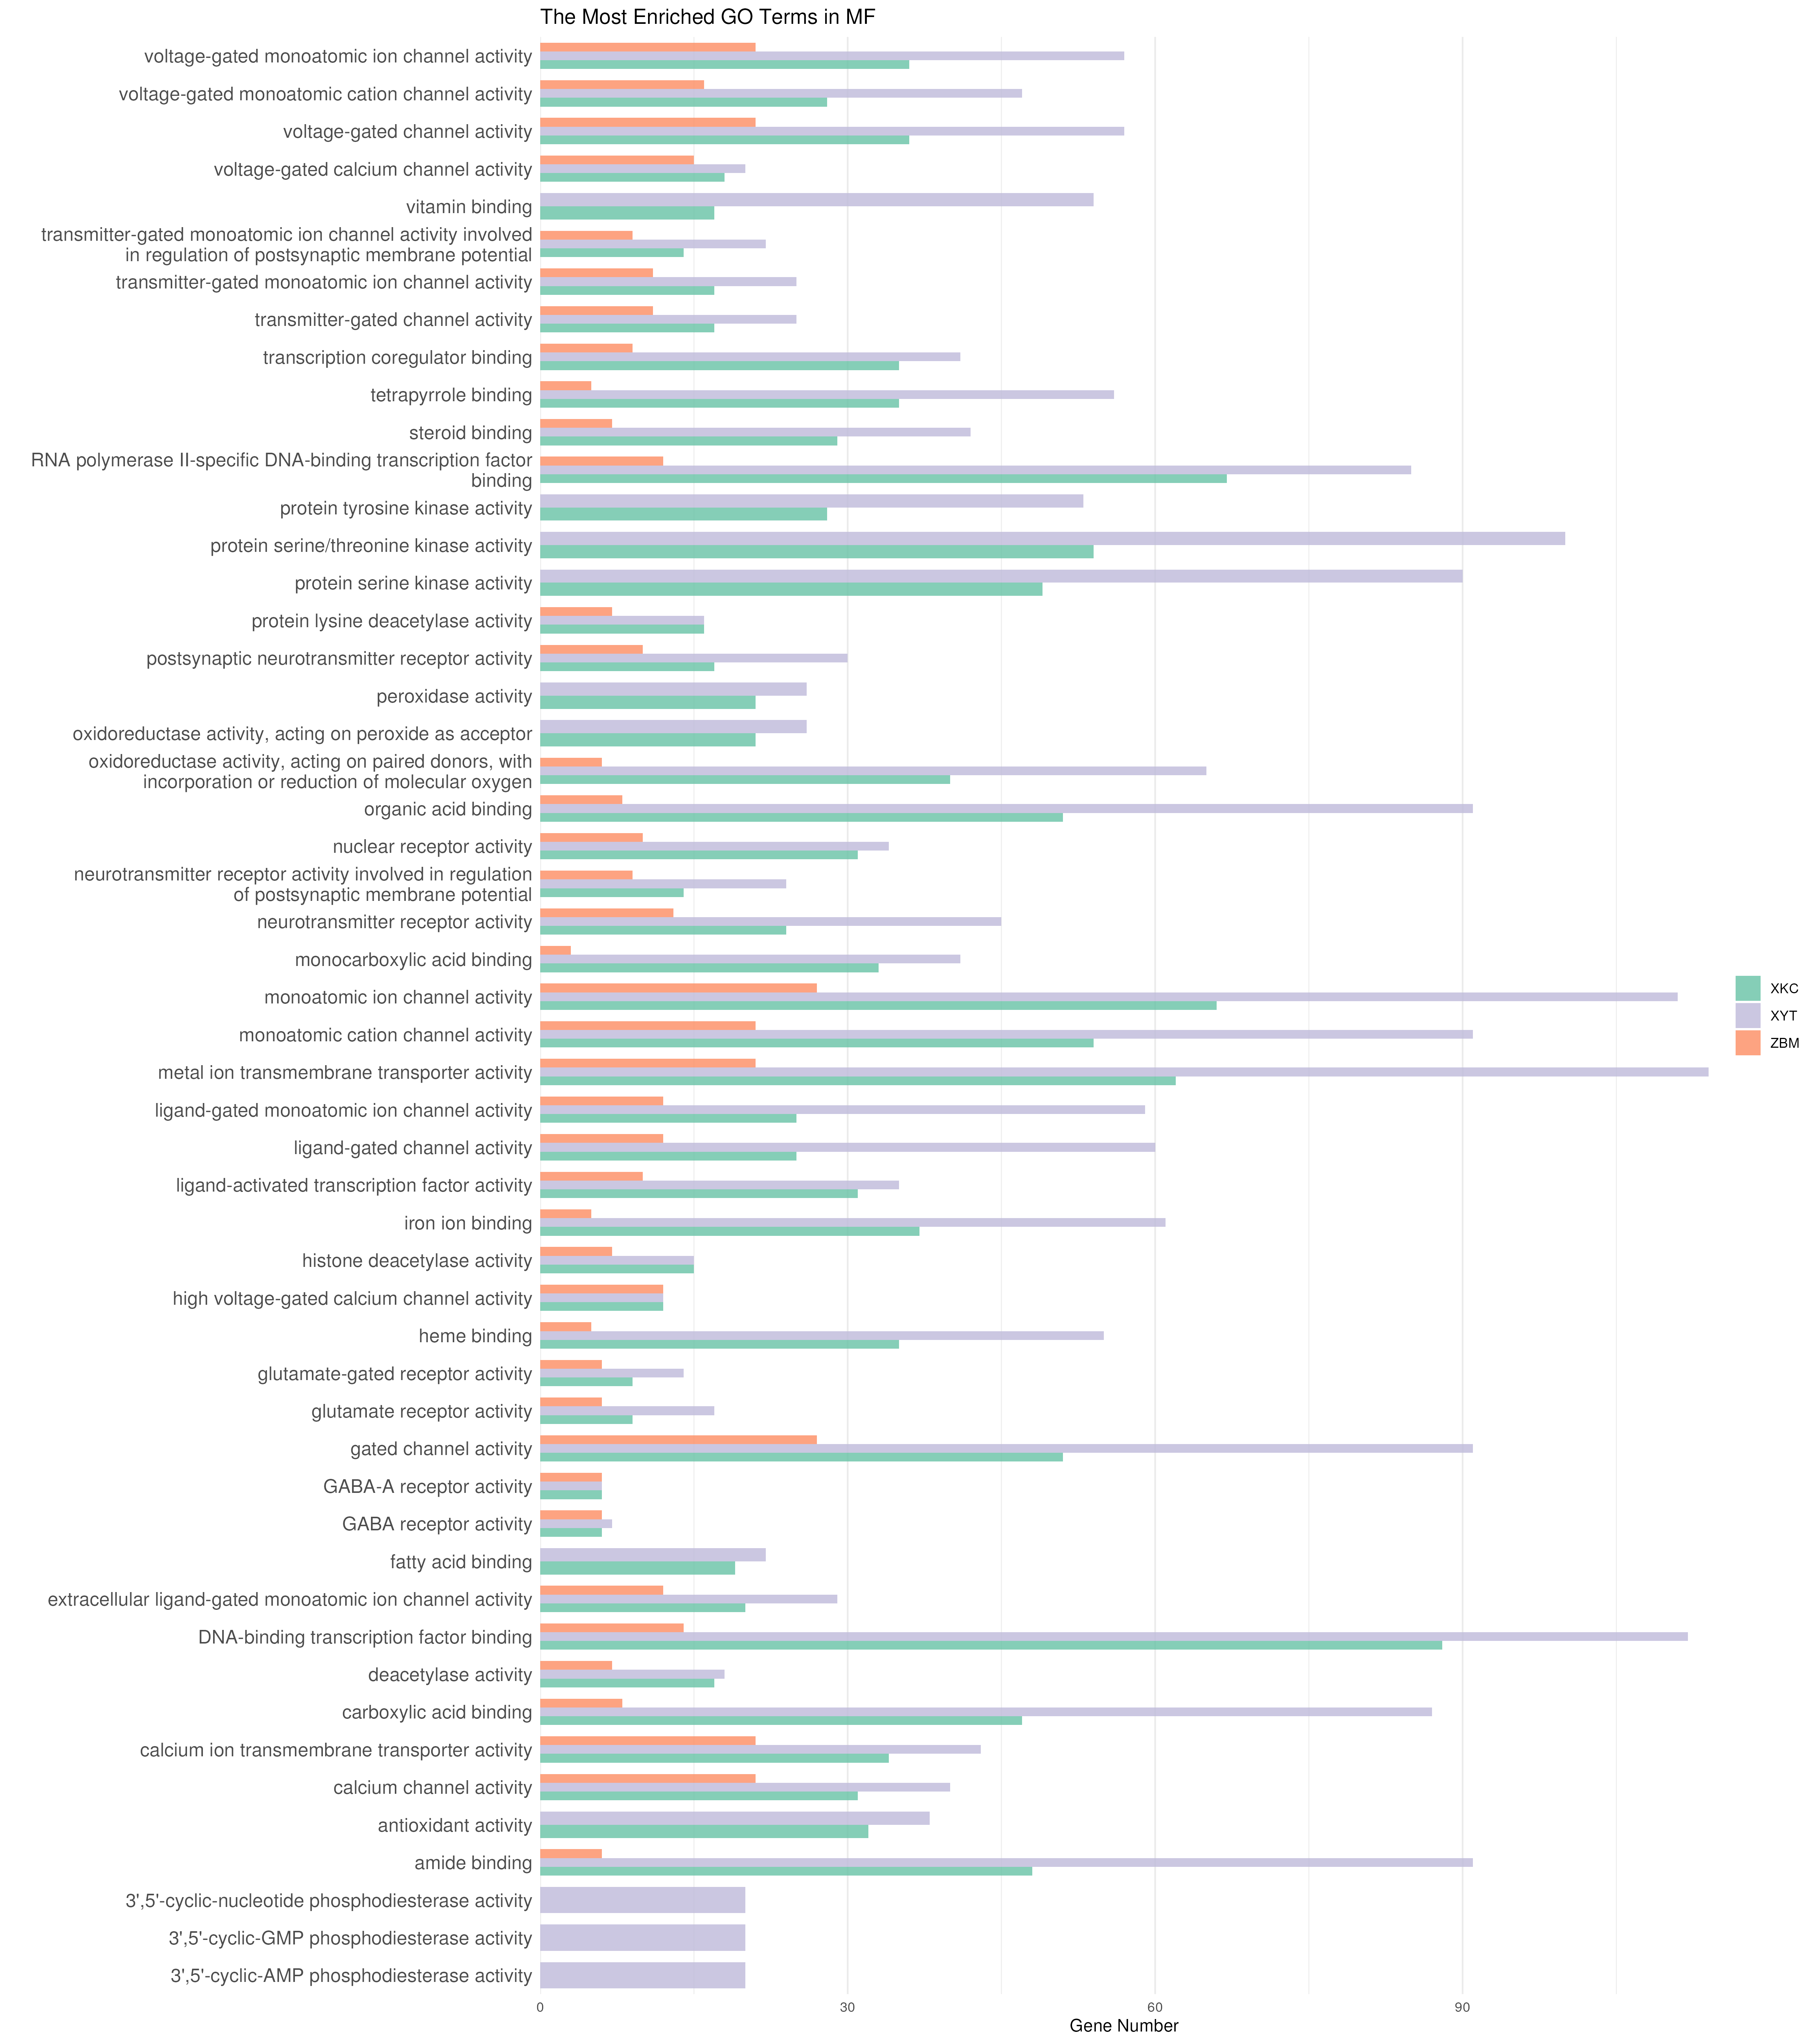 The Most Enriched GO Terms in MF
voltage-gated monoatomic ion channel activity
voltage-gated monoatomic cation channel activity
voltage-gated channel activity
voltage-gated calcium channel activity
vitamin binding
transmitter-gated monoatomic ion channel activity involved
in regulation of postsynaptic membrane potential
transmitter-gated monoatomic ion channel activity
transmitter-gated channel activity
transcription coregulator binding
tetrapyrrole binding
steroid binding
RNA polymerase II-specific DNA-binding transcription factor
binding
protein tyrosine kinase activity
protein serine/threonine kinase activity
protein serine kinase activity
protein lysine deacetylase activity
postsynaptic neurotransmitter receptor activity
peroxidase activity
oxidoreductase activity, acting on peroxide as acceptor
oxidoreductase activity, acting on paired donors, with
incorporation or reduction of molecular oxygen
organic acid binding
nuclear receptor activity
neurotransmitter receptor activity involved in regulation
of postsynaptic membrane potential
neurotransmitter receptor activity
monocarboxylic acid binding
monoatomic ion channel activity
monoatomic cation channel activity
metal ion transmembrane transporter activity
ligand-gated monoatomic ion channel activity
ligand-gated channel activity
ligand-activated transcription factor activity
iron ion binding
histone deacetylase activity
high voltage-gated calcium channel activity
heme binding
glutamate-gated receptor activity
glutamate receptor activity
gated channel activity
GABA-A receptor activity
GABA receptor activity
fatty acid binding
extracellular ligand-gated monoatomic ion channel activity
DNA-binding transcription factor binding
deacetylase activity
carboxylic acid binding
calcium ion transmembrane transporter activity
calcium channel activity
antioxidant activity
amide binding
3',5'-cyclic-nucleotide phosphodiesterase activity
3',5'-cyclic-GMP phosphodiesterase activity
3',5'-cyclic-AMP phosphodiesterase activity
0 30 60 90
Gene Number
XKC
XYT
ZBM